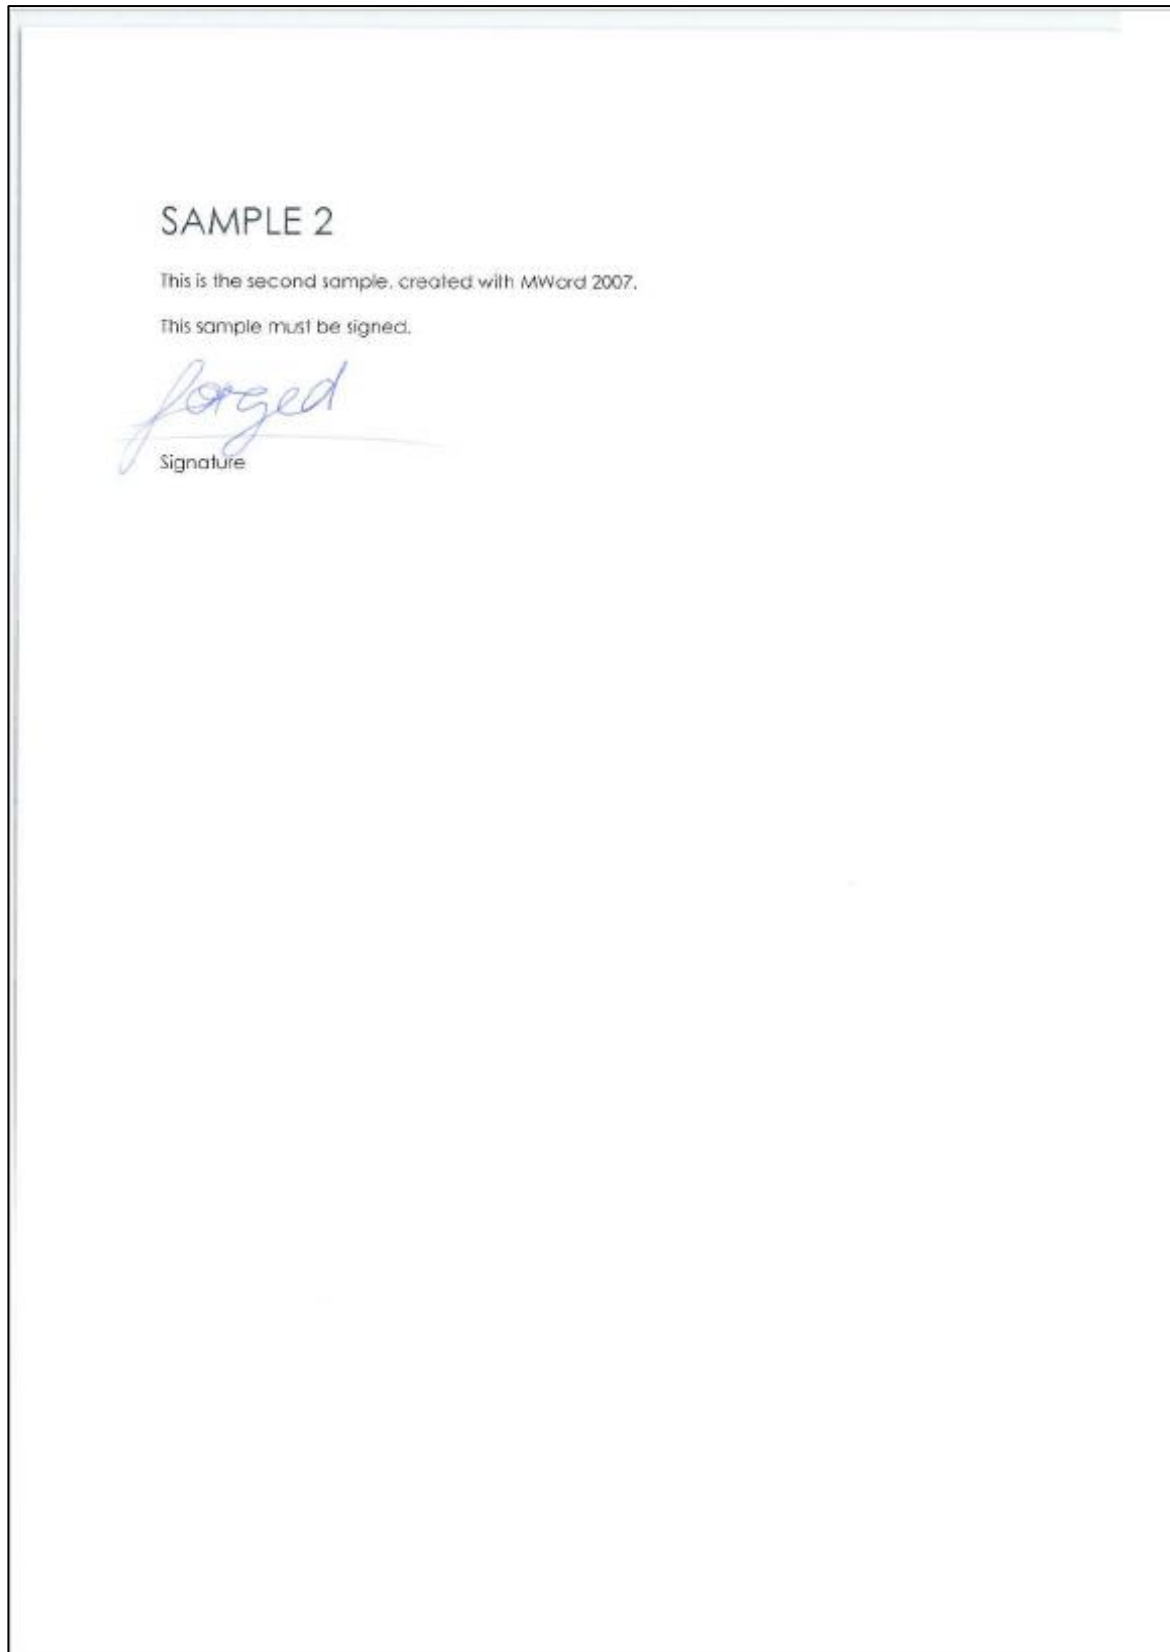 SAMPLE 2
This is the second sample, created with MWord 2007.
This sample must be signed.
forged
Signature